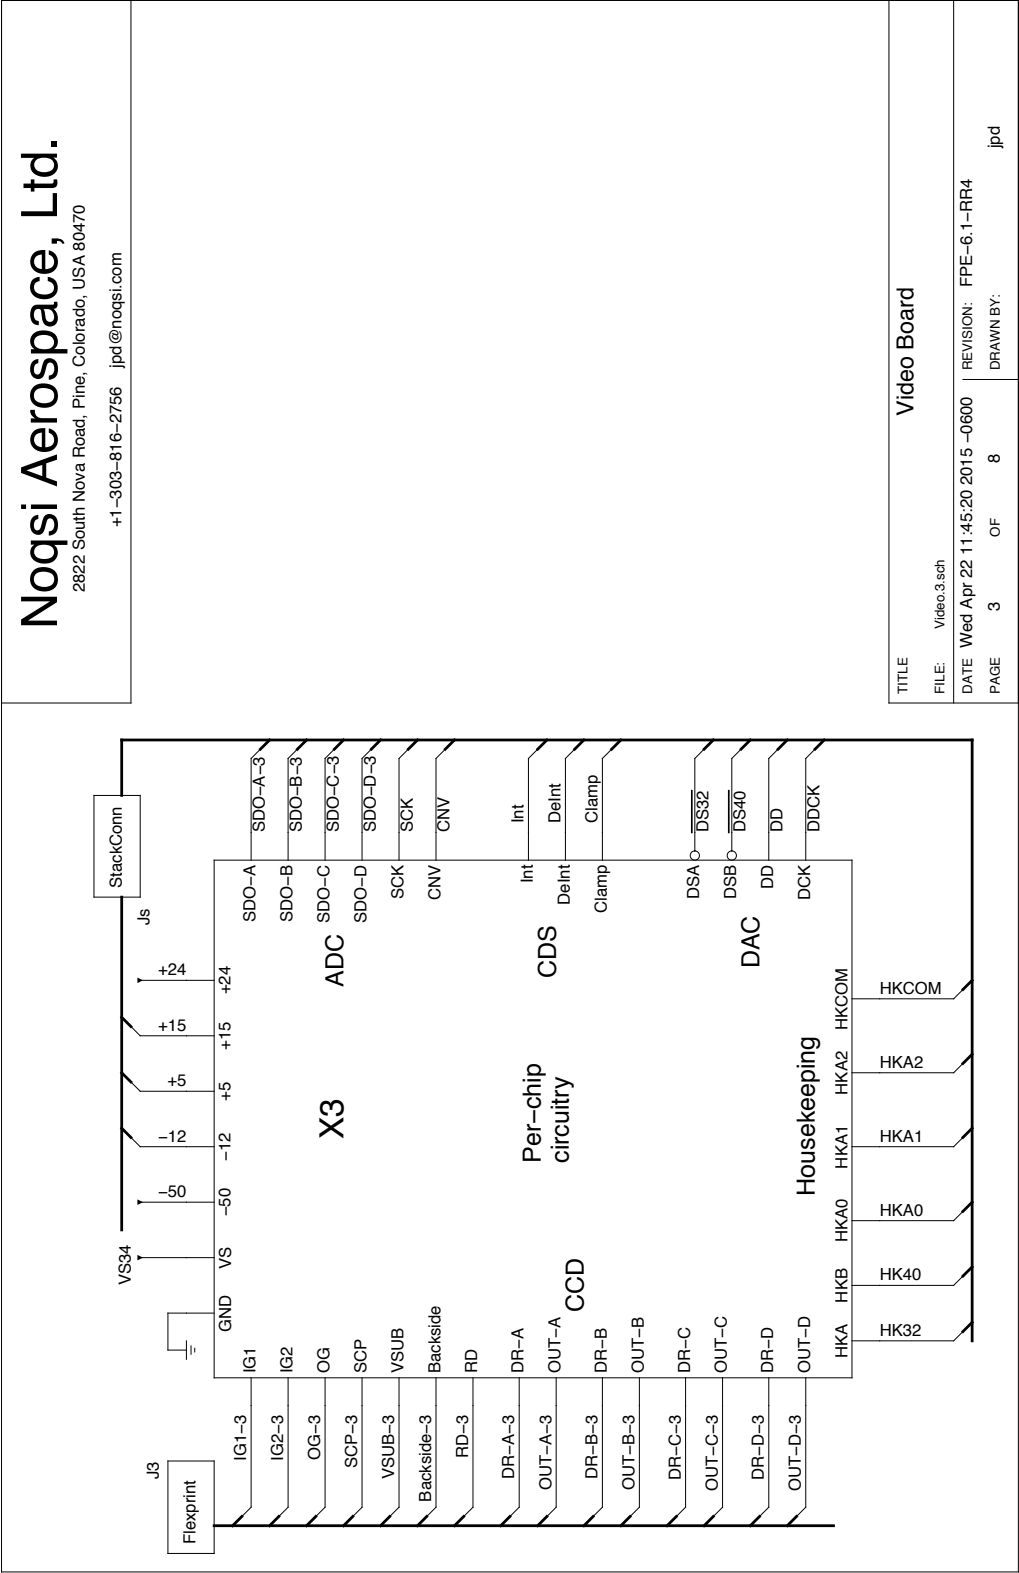 Noqsi Aerospace, Ltd.
2822 South Nova Road, Pine, Colorado, USA 80470
+1−303−816−2756 jpd@noqsi.com
J3
Flexprint
IG1−3
IG2−3
OG−3
SCP−3
VSUB−3
Backside−3
RD−3
DR−A−3
OUT−A−3
DR−B−3
OUT−B−3
DR−C−3
OUT−C−3
DR−D−3
OUT−D−3
IG1
IG2
OG
SCP
VSUB
Backside
RD
DR−A
OUT−A
DR−B
OUT−B
DR−C
OUT−C
DR−D
OUT−D
CCD
VS34
−50
−12
+5
+15
+24
GND
VS
−50
−12
+5
+15
+24
X3
Per−chip
circuitry
Housekeeping
HKA
HKB
HKA0
HKA1
HKA2
HKCOM
HK32
HK40
HKA0
HKA1
HKA2
HKCOM
ADC
CDS
DAC
SDO−A
SDO−B
SDO−C
SDO−D
SCK
CNV
Int
DeInt
Clamp
DSA
DSB
DD
DCK
SDO−A−3
SDO−B−3
SDO−C−3
SDO−D−3
SCK
CNV
Int
DeInt
Clamp
DS32
DS40
DD
DDCK
Js
StackConn
TITLE
Video Board
FILE: Video.3.sch
DATE Wed Apr 22 11:45:20 2015 −0600
REVISION: FPE−6.1−RR4
PAGE 3 OF 8
DRAWN BY: jpd